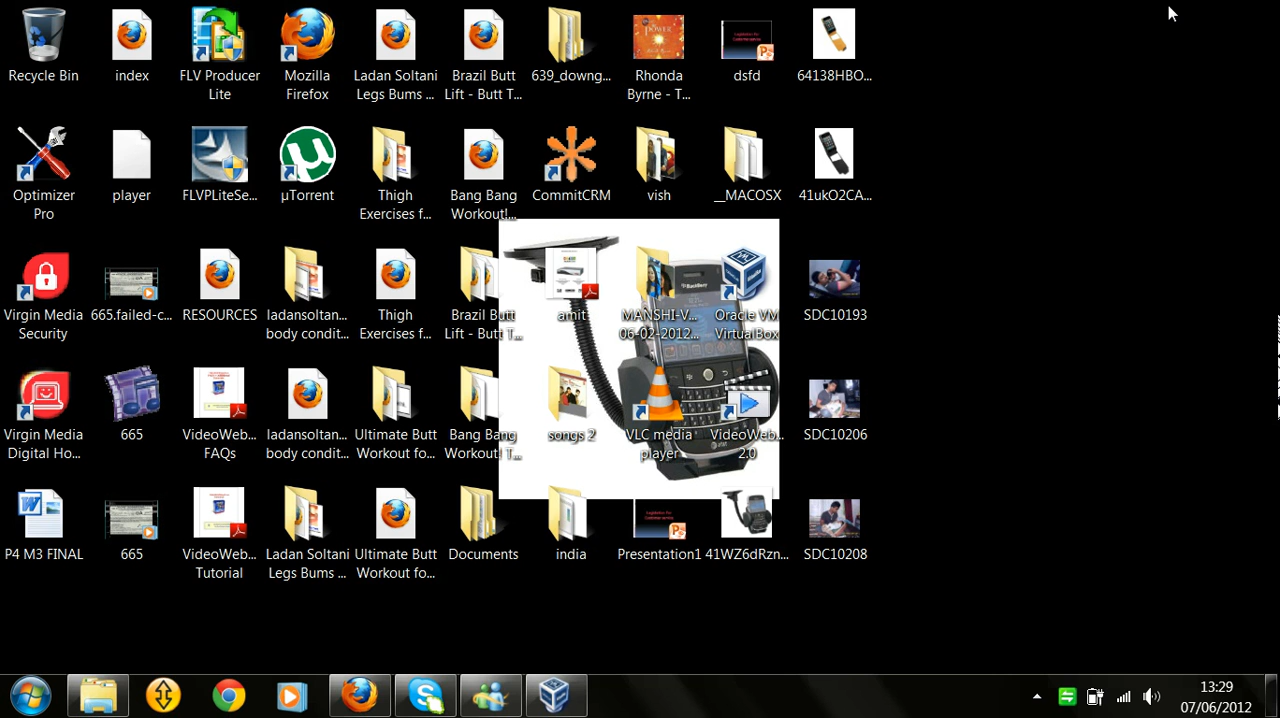 Recycle Bin
index
FLV Producer
Lite
Mozilla
Firefox
Ladan Soltani
Legs Bums ...
Brazil Butt
Lift - Butt T...
639_downg...
Rhonda
Byrne - T...
dsfd
64138HBO...
Optimizer
Pro
player
FLVPLiteSe...
µTorrent
Thigh
Exercises f...
Bang Bang
Workout!...
CommitCRM
vish
__MACOSX
41ukO2CA...
Virgin Media
Security
665.failed-c...
RESOURCES
ladansoltan...
body condit...
Thigh
Exercises f...
Brazil Butt
Lift - Butt T...
amit
MANSHI-V...
06-02-2012...
Oracle VM
VirtualBox
SDC10193
Virgin Media
Digital Ho...
665
VideoWeb...
FAQs
ladansoltan...
body condit...
Ultimate Butt
Workout fo...
Bang Bang
Workout! T...
songs 2
VLC media
player
VideoWeb...
2.0
SDC10206
P4 M3 FINAL
665
VideoWeb...
Tutorial
Ladan Soltani
Legs Bums ...
Ultimate Butt
Workout fo...
Documents
india
Presentation1
41WZ6dRzn...
SDC10208
POWER
BlackBerry
at&t
13:29
07/06/2012